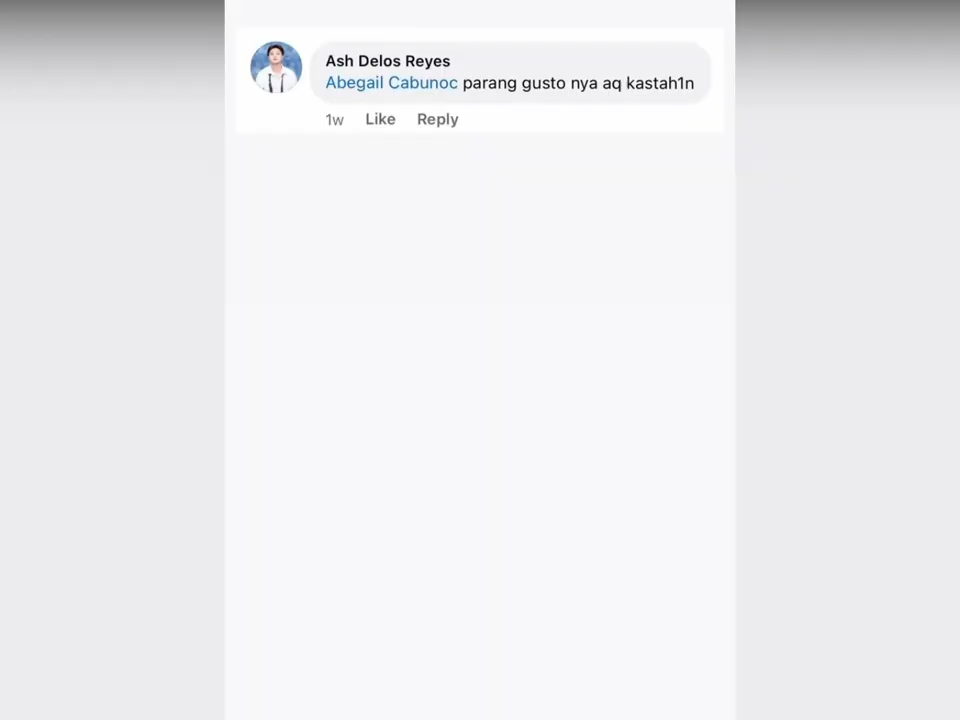 Ash Delos Reyes
Abegail Cabunoc parang gusto nya aq kastah1n
1w Like Reply